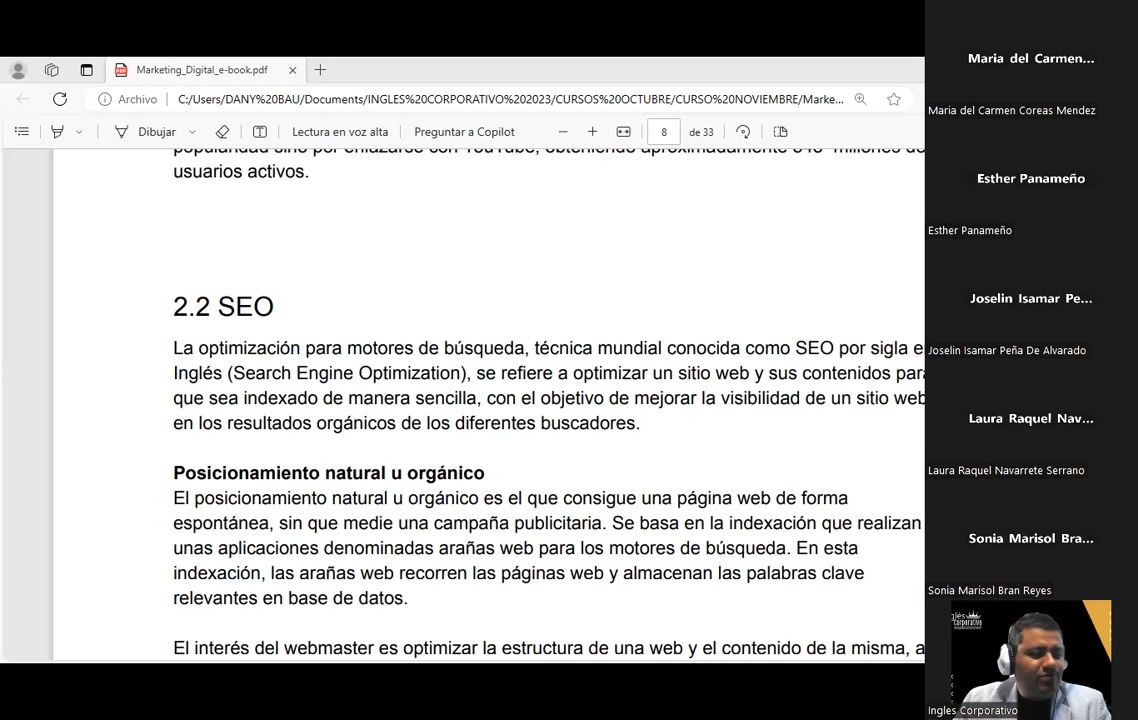 Marketing_Digital_e-book.pdf
Archivo
C:/Users/DANY%20BAU/Documents/INGLES%20CORPORATIVO%202023/CURSOS%20OCTUBRE/CURSO%20NOVIEMBRE/Marke...
Dibujar
Lectura en voz alta
Preguntar a Copilot
8
de 33
usuarios activos.
2.2 SEO
La optimización para motores de búsqueda, técnica mundial conocida como SEO por sigla e
Inglés (Search Engine Optimization), se refiere a optimizar un sitio web y sus contenidos par
que sea indexado de manera sencilla, con el objetivo de mejorar la visibilidad de un sitio web
en los resultados orgánicos de los diferentes buscadores.
Posicionamiento natural u orgánico
El posicionamiento natural u orgánico es el que consigue una página web de forma
espontánea, sin que medie una campaña publicitaria. Se basa en la indexación que realizan
unas aplicaciones denominadas arañas web para los motores de búsqueda. En esta
indexación, las arañas web recorren las páginas web y almacenan las palabras clave
relevantes en base de datos.
El interés del webmaster es optimizar la estructura de una web y el contenido de la misma, a
Maria del Carmen...
Maria del Carmen Coreas Mendez
Esther Panameño
Esther Panameño
Joselin Isamar Pe...
Joselin Isamar Peña De Alvarado
Laura Raquel Nav...
Laura Raquel Navarrete Serrano
Sonia Marisol Bra...
Sonia Marisol Bran Reyes
Ingles Corporativo